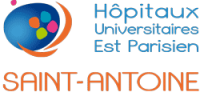 Hôpitaux
Universitaires
Est Parisien
SAINT-ANTOINE